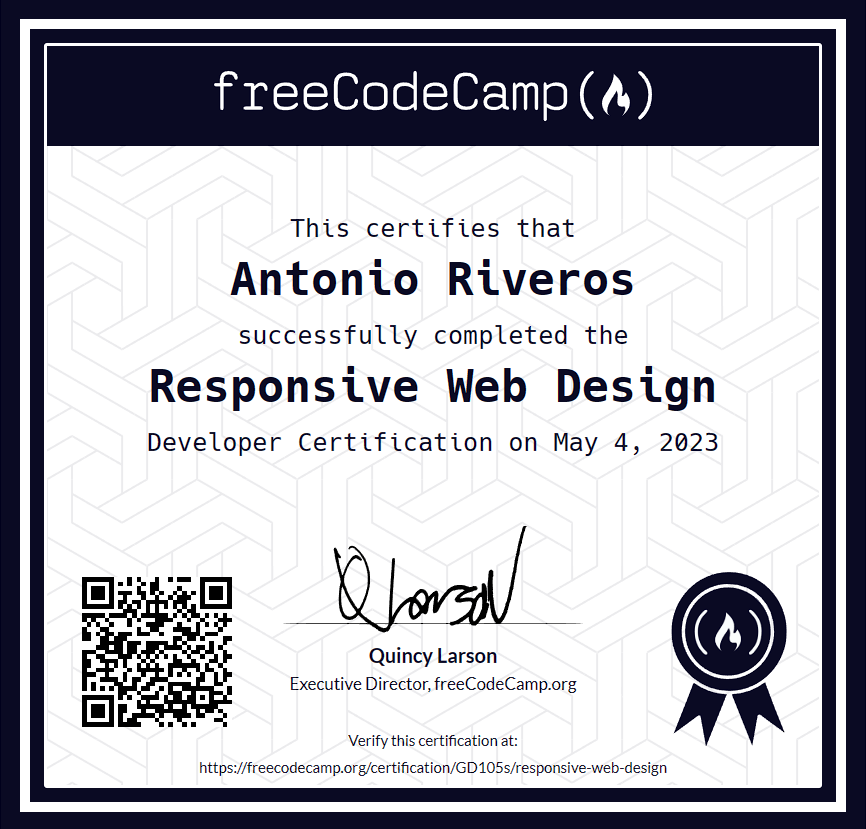 freeCodeCamp
This certifies that
Antonio Riveros
successfully completed the
Responsive Web Design
Developer Certification on May 4, 2023
Quincy Larson
Executive Director, freeCodeCamp.org
Verify this certification at:
https://freecodecamp.org/certification/GD105s/responsive-web-design